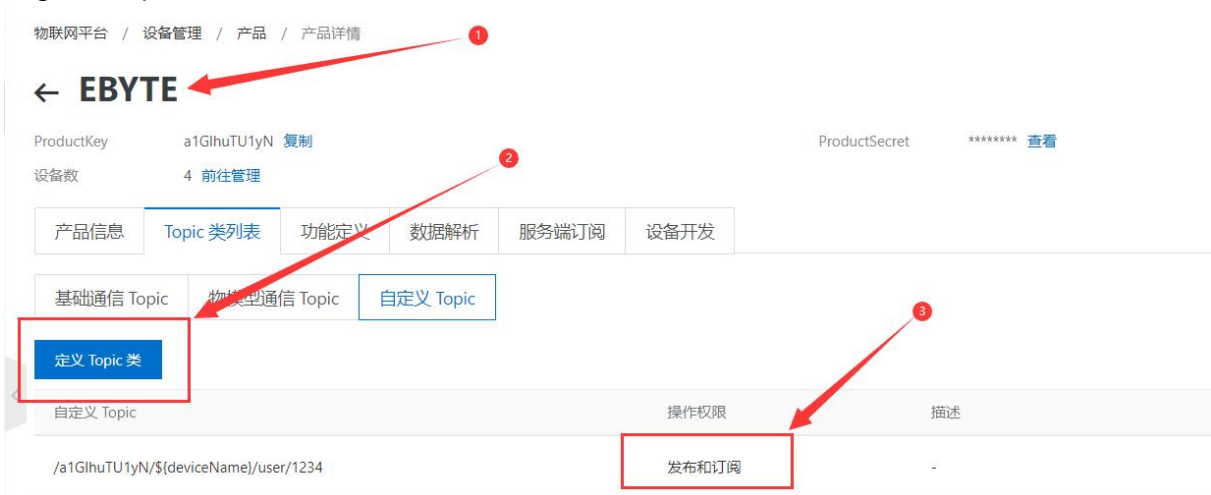 物联网平台 / 设备管理 / 产品 / 产品详情
1
← EBYTE
ProductKey a1GIhuTU1yN 复制 ProductSecret ******** 查看
2
设备数 4 前往管理
产品信息 Topic 类列表 功能定义 数据解析 服务端订阅 设备开发
基础通信 Topic 物模型通信 Topic 自定义 Topic
3
定义 Topic 类
自定义 Topic 操作权限 描述
/a1GIhuTU1yN/${deviceName}/user/1234 发布和订阅 -